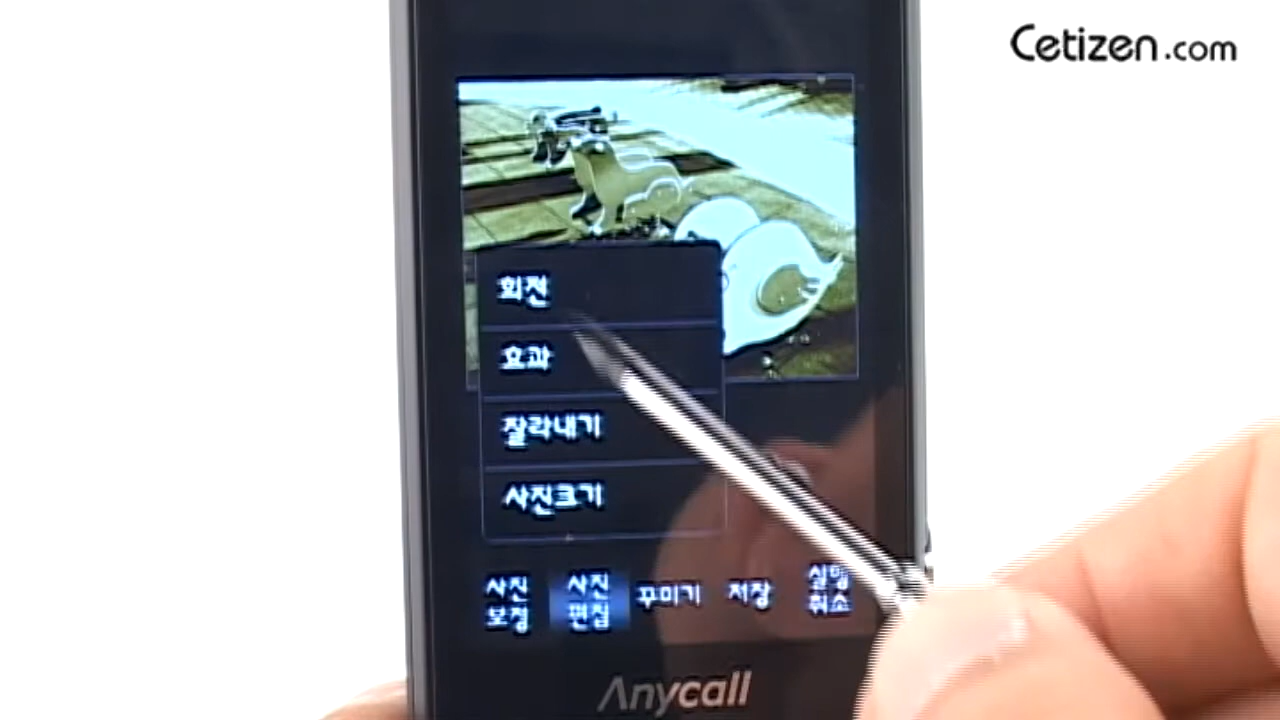 Cetizen.com
회전
효과
잘라내기
사진크기
사진 보정
사진 편집
꾸미기
저장
실행 취소
Anycall